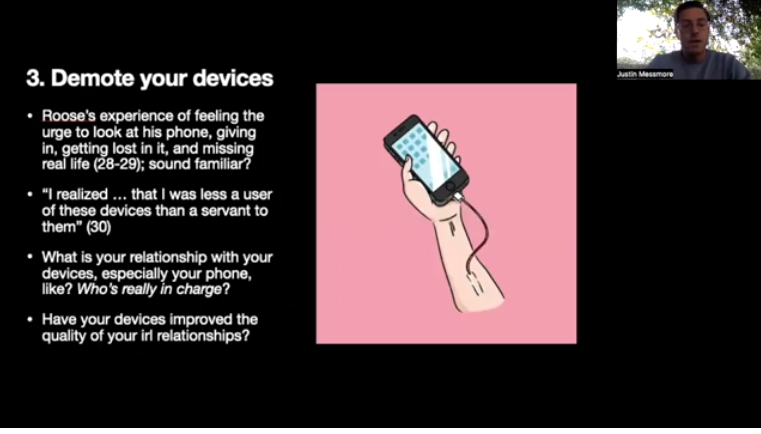 Justin Messmore
3. Demote your devices
• Roose's experience of feeling the
urge to look at his phone, giving
in, getting lost in it, and missing
real life (28-29); sound familiar?
• “I realized … that I was less a user
of these devices than a servant to
them” (30)
• What is your relationship with your
devices, especially your phone,
like? Who's really in charge?
• Have your devices improved the
quality of your irl relationships?